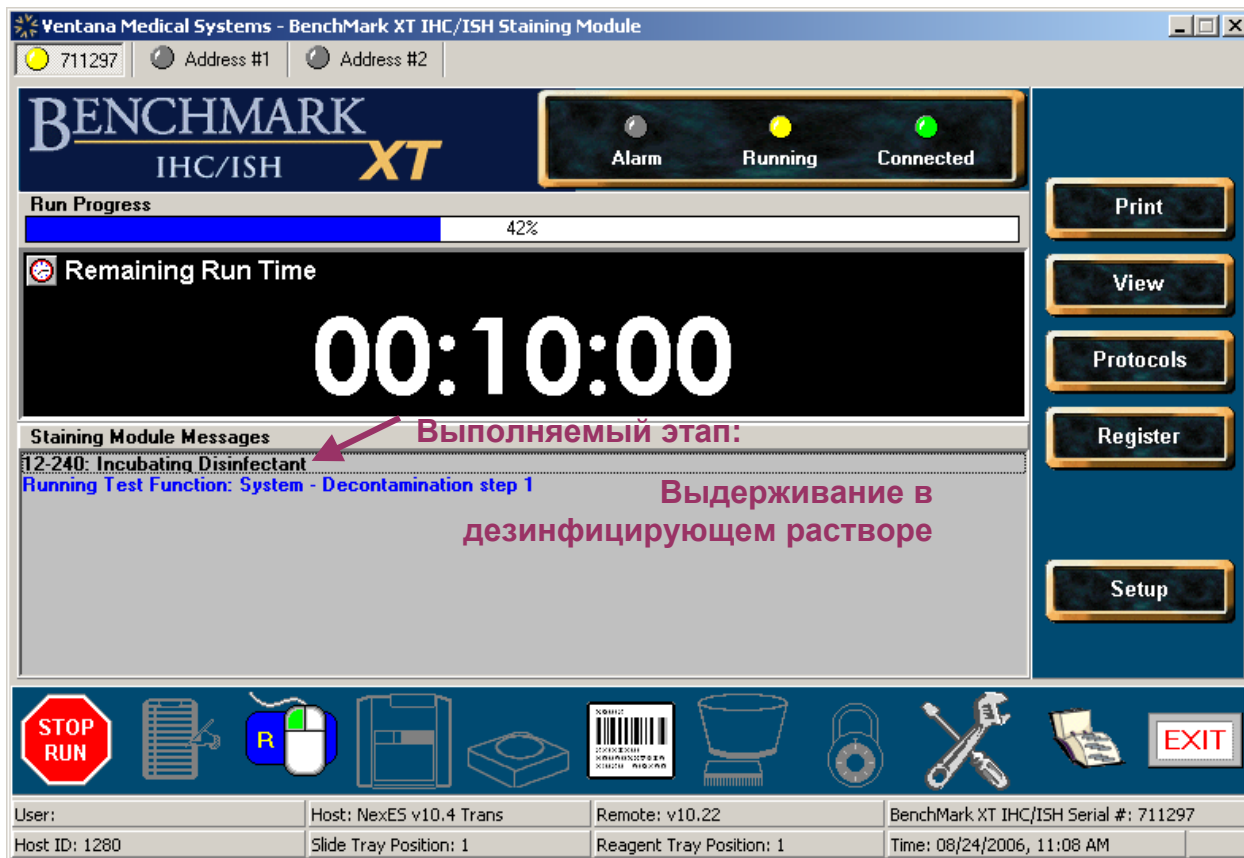 Ventana Medical Systems - BenchMark XT IHC/ISH Staining Module
711297 Address #1 Address #2
BENCHMARK
IHC/ISH XT
Alarm Running Connected
Run Progress
42%
Remaining Run Time
00:10:00
Выполняемый этап:
Staining Module Messages
12-240: Incubating Disinfectant
Running Test Function: System - Decontamination step 1
Выдерживание в
дезинфицирующем растворе
Print
View
Protocols
Register
Setup
STOP
RUN
R
EXIT
User: Host: NexES v10.4 Trans Remote: v10.22 BenchMark XT IHC/ISH Serial #: 711297
Host ID: 1280 Slide Tray Position: 1 Reagent Tray Position: 1 Time: 08/24/2006, 11:08 AM